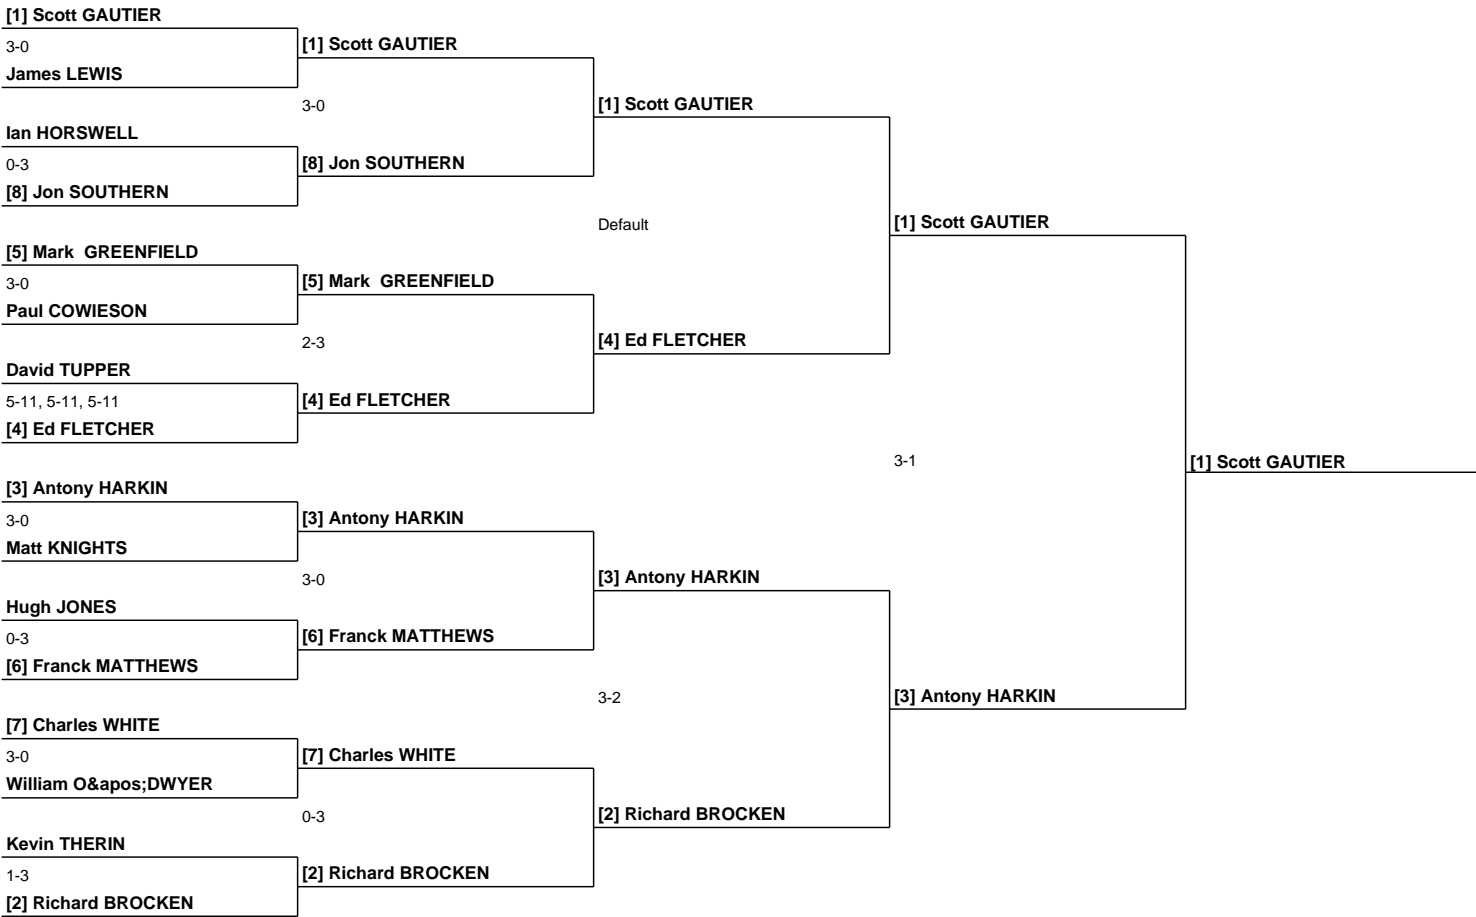 [1] Scott GAUTIER
3-0
James LEWIS
Ian HORSWELL
0-3
[8] Jon SOUTHERN
[5] Mark  GREENFIELD
3-0
Paul COWIESON
David TUPPER
5-11, 5-11, 5-11
[4] Ed FLETCHER
[3] Antony HARKIN
3-0
Matt KNIGHTS
Hugh JONES
0-3
[6] Franck MATTHEWS
[7] Charles WHITE
3-0
William O&apos;DWYER
Kevin THERIN
1-3
[2] Richard BROCKEN
[1] Scott GAUTIER
3-0
[8] Jon SOUTHERN
[5] Mark  GREENFIELD
2-3
[4] Ed FLETCHER
[3] Antony HARKIN
3-0
[6] Franck MATTHEWS
[7] Charles WHITE
0-3
[2] Richard BROCKEN
[1] Scott GAUTIER
Default
[4] Ed FLETCHER
[3] Antony HARKIN
3-2
[2] Richard BROCKEN
[1] Scott GAUTIER
3-1
[3] Antony HARKIN
[1] Scott GAUTIER